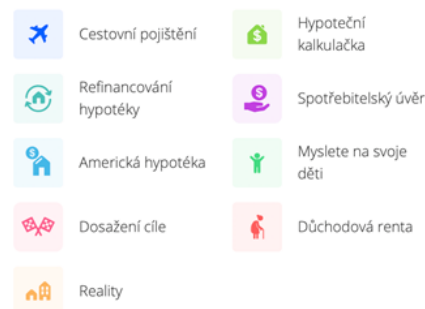 Cestovní pojištění
Hypoteční
kalkulačka
Refinancování
hypotéky
Spotřebitelský úvěr
Americká hypotéka
Myslete na svoje
děti
Dosažení cíle
Důchodová renta
Reality